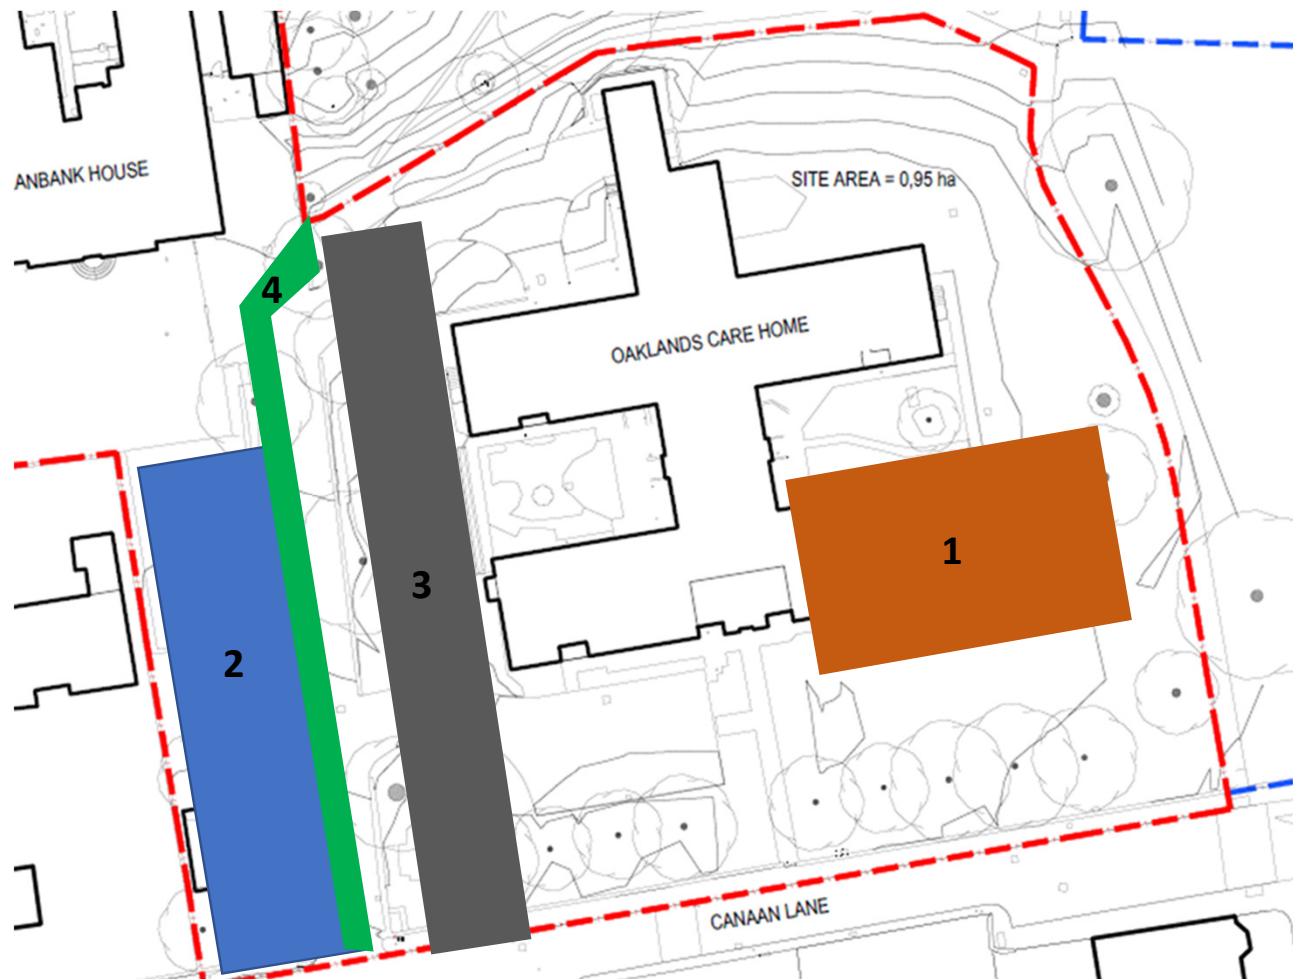 ANBANK HOUSE
SITE AREA = 0,95 ha
4
OAKLANDS CARE HOME
1
3
2
CANAAN LANE